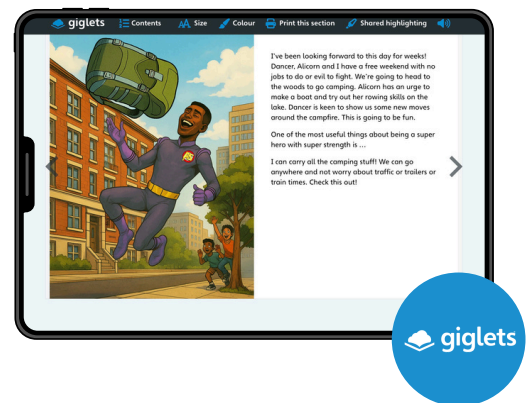 giglets
Contents
AA Size
Colour
Print this section
Shared highlighting
I've been looking forward to this day for weeks!
Dancer, Alicorn and I have a free weekend with no
jobs to do or evil to fight. We're going to head to
the woods to go camping. Alicorn has an urge to
make a boat and try out her rowing skills on the
lake. Dancer is keen to show us some new moves
around the campfire. This is going to be fun.
One of the most useful things about being a super
hero with super strength is ...
I can carry all the camping stuff! We can go
anywhere and not worry about traffic or trailers or
train times. Check this out!
giglets